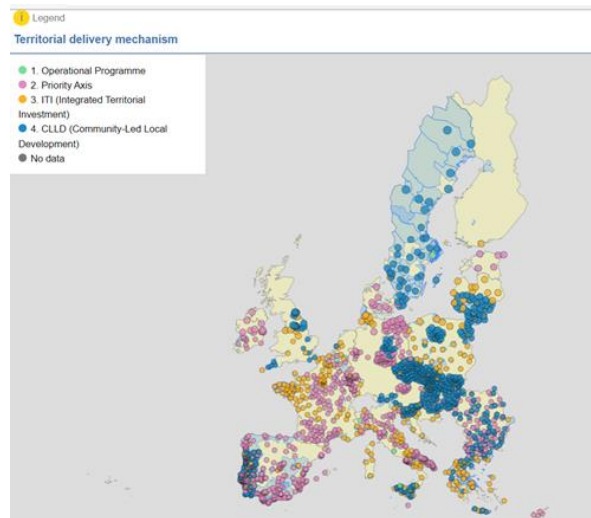 i Legend
Territorial delivery mechanism
1. Operational Programme
2. Priority Axis
3. ITI (Integrated Territorial
Investment)
4. CLLD (Community-Led Local
Development)
No data